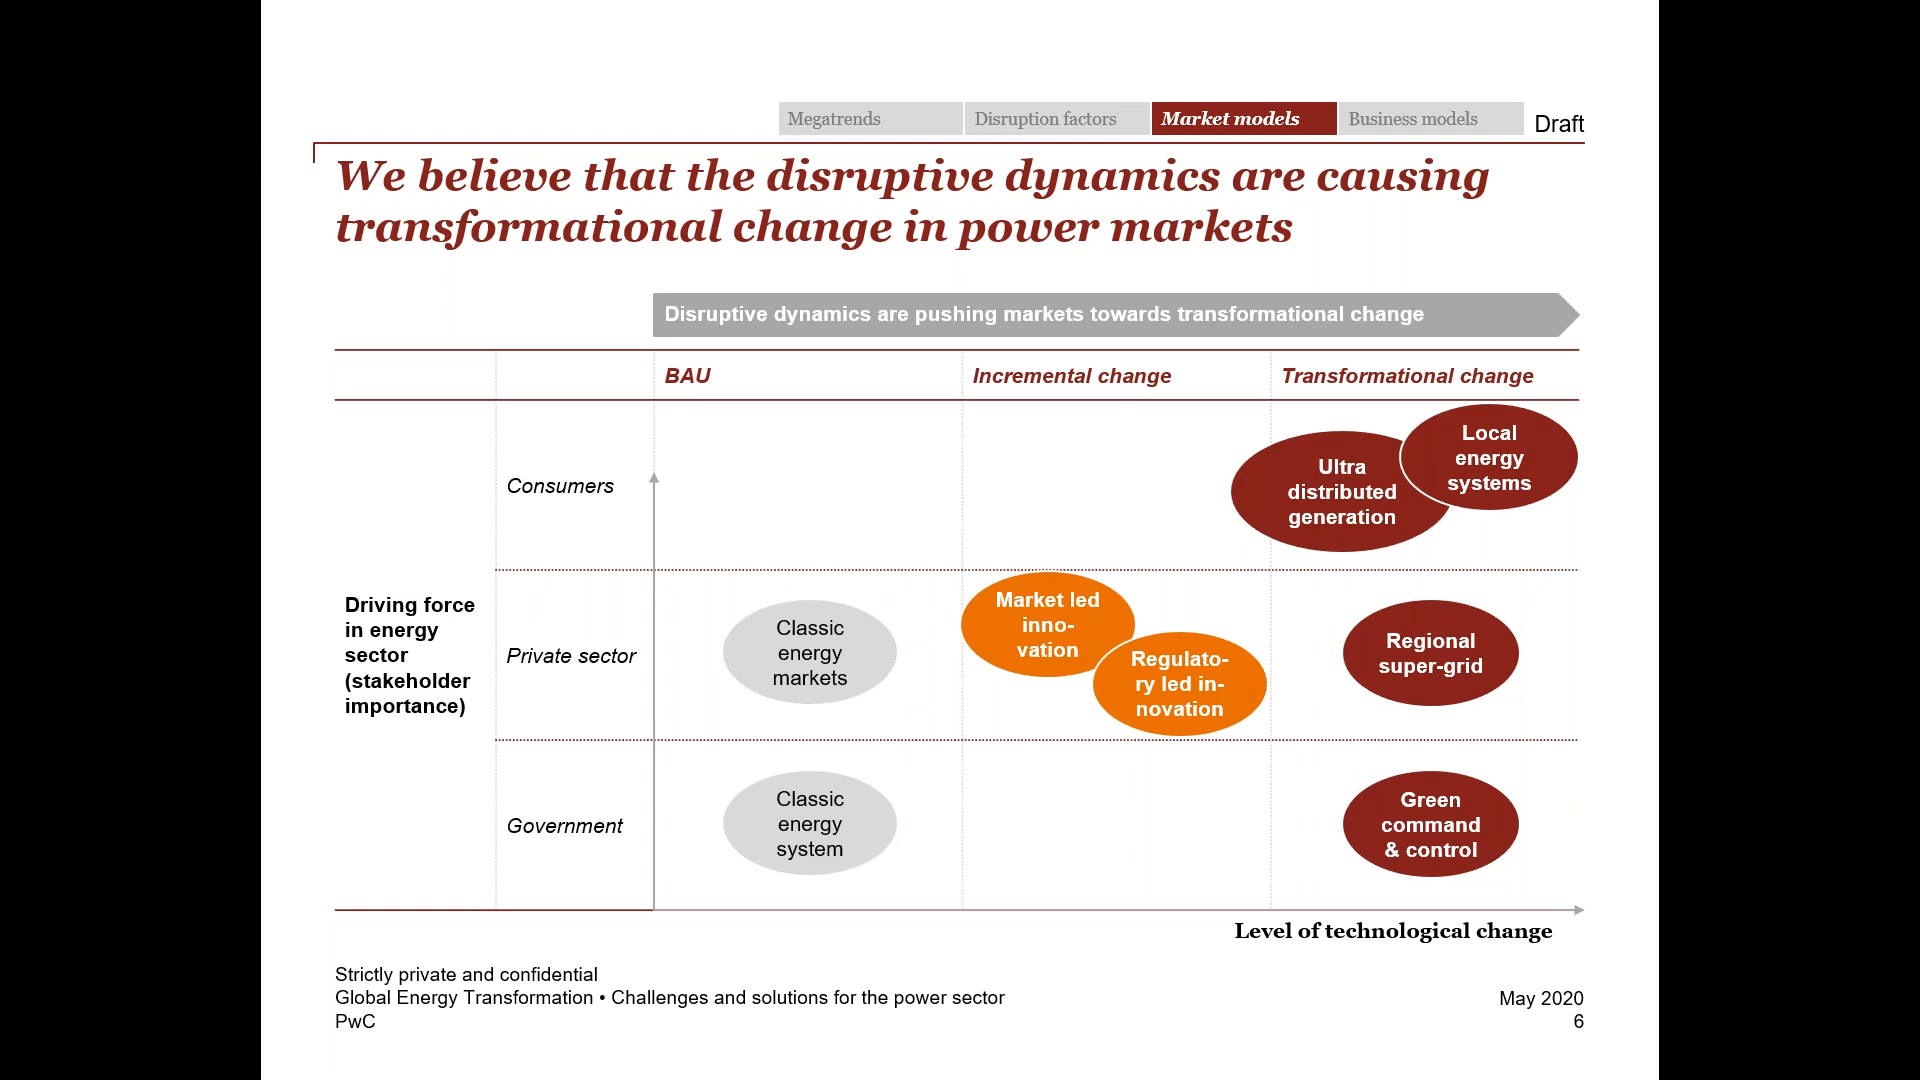 Megatrends
Disruption factors
Market models
Business models
Draft
We believe that the disruptive dynamics are causing
transformational change in power markets
Disruptive dynamics are pushing markets towards transformational change
BAU
Incremental change
Transformational change
Driving force
in energy
sector
(stakeholder
importance)
Consumers
Ultra
distributed
generation
Local
energy
systems
Private sector
Classic
energy
markets
Market led
inno-
vation
Regulato-
ry led in-
novation
Regional
super-grid
Government
Classic
energy
system
Green
command
& control
Level of technological change
Strictly private and confidential
Global Energy Transformation • Challenges and solutions for the power sector
PwC
May 2020
6